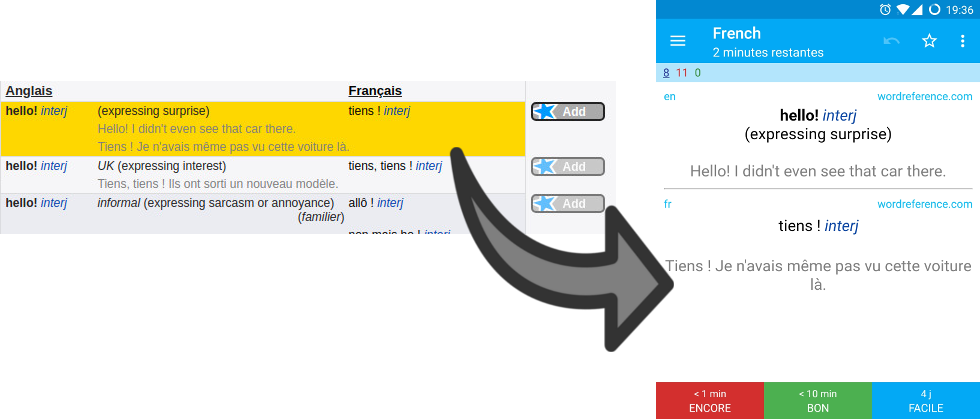 Anglais Français
hello! interj (expressing surprise) tiens ! interj Add
Hello! I didn't even see that car there.
Tiens ! Je n'avais même pas vu cette voiture là.
hello! interj UK (expressing interest) tiens, tiens ! interj Add
Tiens, tiens ! Ils ont sorti un nouveau modèle.
hello! interj informal (expressing sarcasm or annoyance) allô ! interj Add
(familier)
non mais ho ! interj
19:36
French
2 minutes restantes
8 11 0
en wordreference.com
hello! interj
(expressing surprise)
Hello! I didn't even see that car there.
fr wordreference.com
tiens ! interj
Tiens ! Je n'avais même pas vu cette voiture
là.
< 1 min < 10 min 4 j
ENCORE BON FACILE